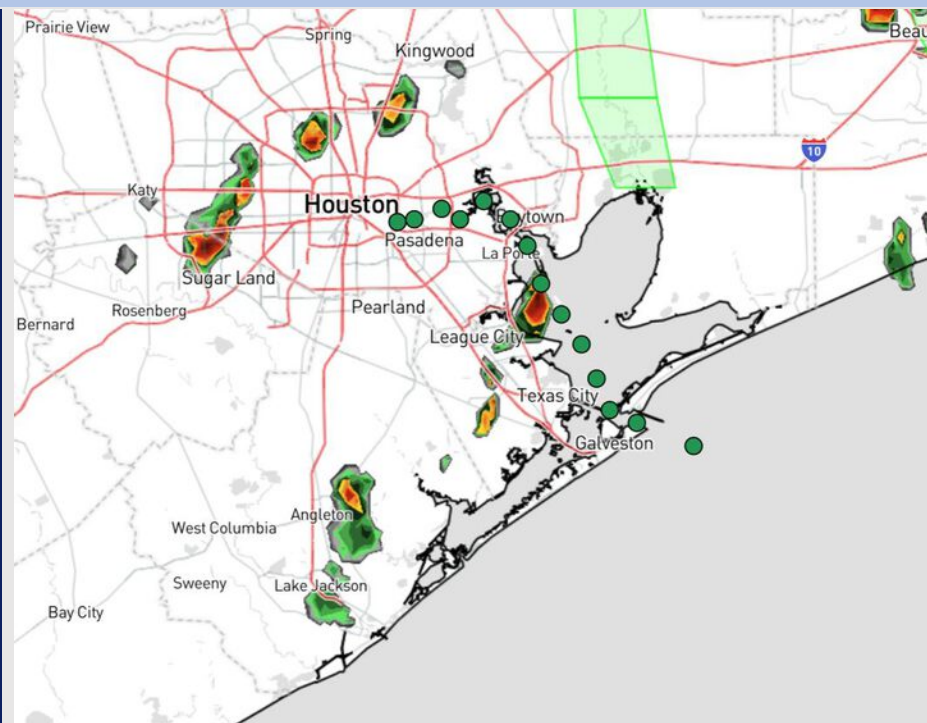 Prairie View
Spring
Kingwood
Beau
10
Katy
Houston
Baytown
Pasadena
La Porte
Sugar Land
Rosenberg
Pearland
Bernard
League City
Texas City
Galveston
Angleton
West Columbia
Sweeny
Lake Jackson
Bay City